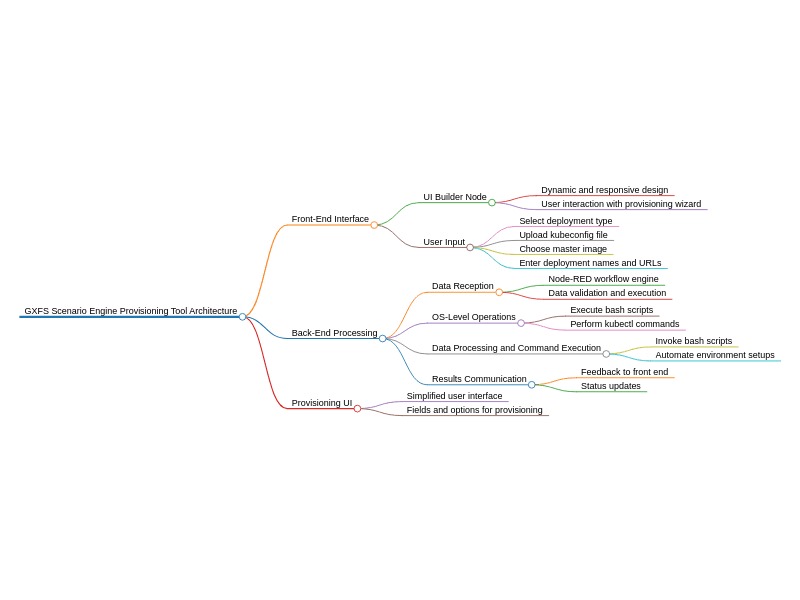 GXFS Scenario Engine Provisioning Tool Architecture
Front-End Interface
UI Builder Node
Dynamic and responsive design
User interaction with provisioning wizard
User Input
Select deployment type
Upload kubeconfig file
Choose master image
Enter deployment names and URLs
Back-End Processing
Data Reception
Node-RED workflow engine
Data validation and execution
OS-Level Operations
Execute bash scripts
Perform kubectl commands
Data Processing and Command Execution
Invoke bash scripts
Automate environment setups
Results Communication
Feedback to front end
Status updates
Provisioning UI
Simplified user interface
Fields and options for provisioning